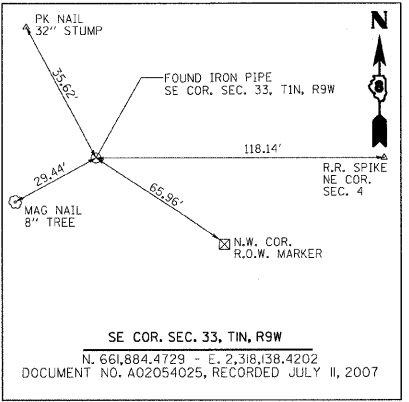 PK NAIL
32" STUMP
N
35.62'
FOUND IRON PIPE
SE COR. SEC. 33, T1N, R9W
8
118.14'
R.R. SPIKE
NE COR.
SEC. 4
29.44'
65.96'
MAG NAIL
8" TREE
N.W. COR.
R.O.W. MARKER
SE COR. SEC. 33, T1N, R9W
N. 661,884.4729 - E. 2,318,138.4202
DOCUMENT NO. A02054025, RECORDED JULY 11, 2007